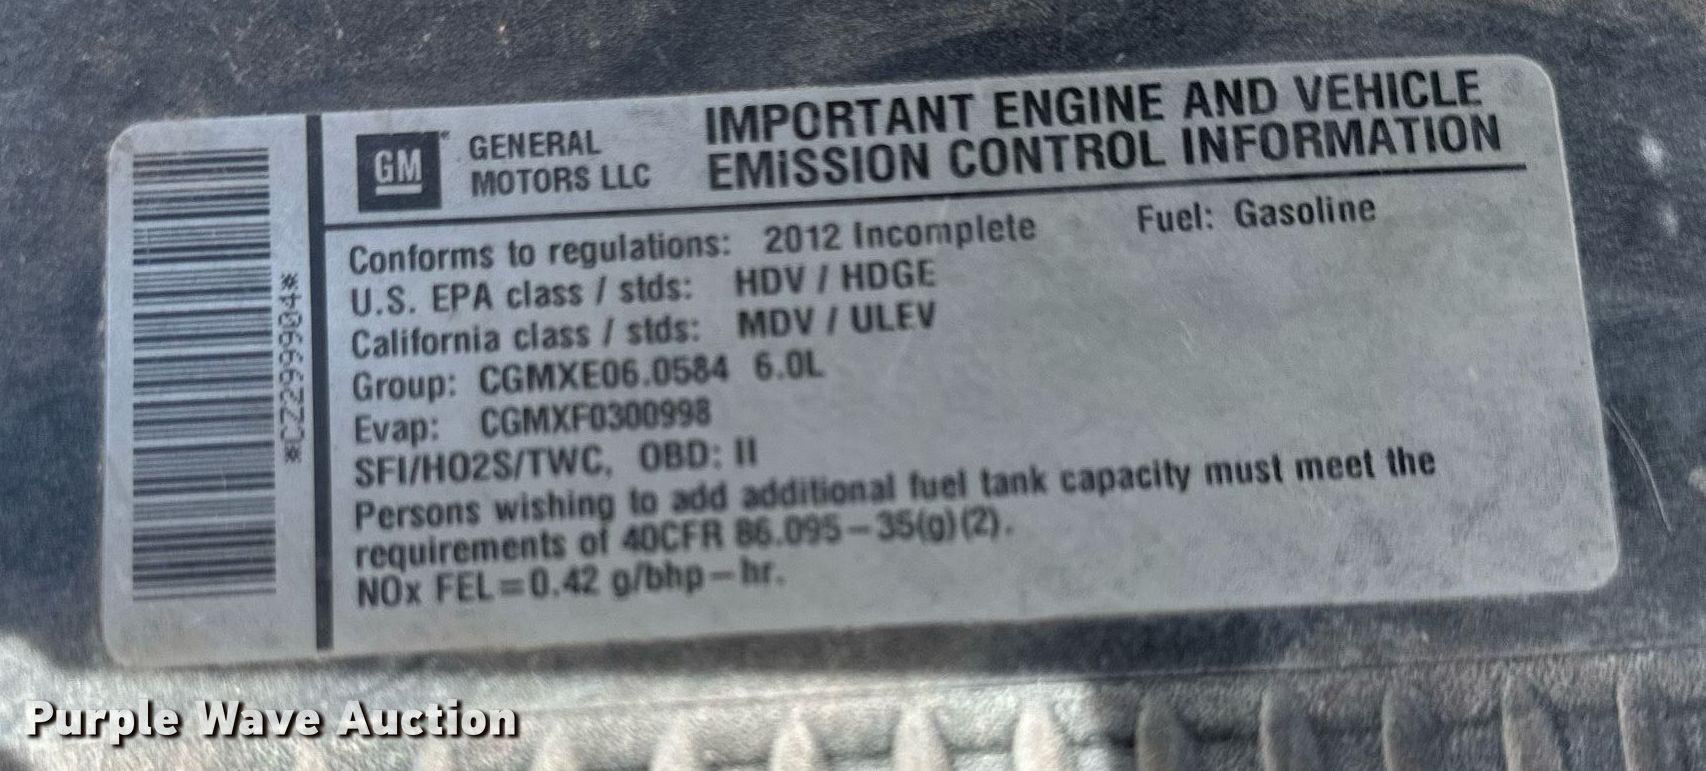 *CZ299904*
GM
GENERAL
MOTORS LLC
IMPORTANT ENGINE AND VEHICLE
EMISSION CONTROL INFORMATION
Conforms to regulations: 2012 Incomplete Fuel: Gasoline
U.S. EPA class / stds: HDV / HDGE
California class / stds: MDV / ULEV
Group: CGMXE06.0584 6.0L
Evap: CGMXF0300998
SFI/HO2S/TWC, OBD: II
Persons wishing to add additional fuel tank capacity must meet the
requirements of 40CFR 86.095-35(g)(2).
NOx FEL=0.42 g/bhp-hr.
Purple Wave Auction